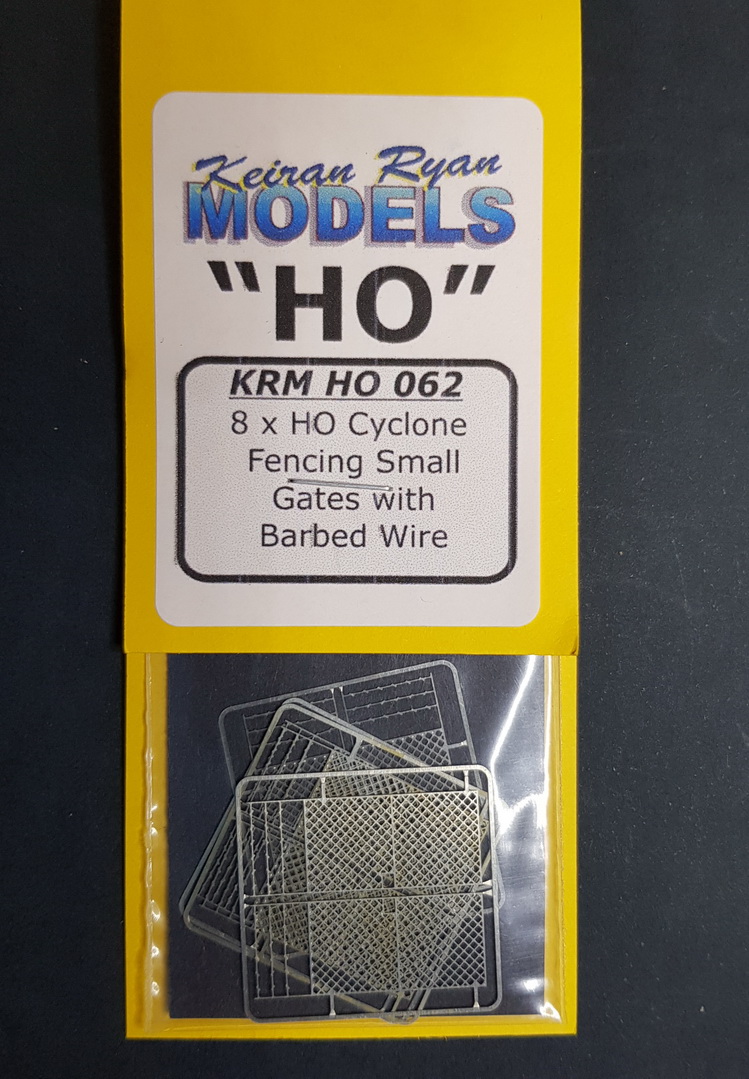 Keiran Ryan
MODELS
“HO”
KRM HO 062
8 x HO Cyclone
Fencing Small
Gates with
Barbed Wire